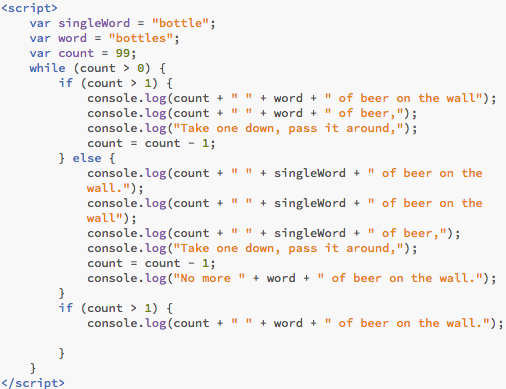 <script>
    var singleWord = "bottle";
    var word = "bottles";
    var count = 99;
    while (count > 0) {
        if (count > 1) {
            console.log(count + " " + word + " of beer on the wall");
            console.log(count + " " + word + " of beer,");
            console.log("Take one down, pass it around,");
            count = count - 1;
        } else {
            console.log(count + " " + singleWord + " of beer on the
            wall.");
            console.log(count + " " + singleWord + " of beer on the
            wall");
            console.log(count + " " + singleWord + " of beer,");
            console.log("Take one down, pass it around,");
            count = count - 1;
            console.log("No more " + word + " of beer on the wall.");
        }
        if (count > 1) {
            console.log(count + " " + word + " of beer on the wall.");

        }
    }
</script>